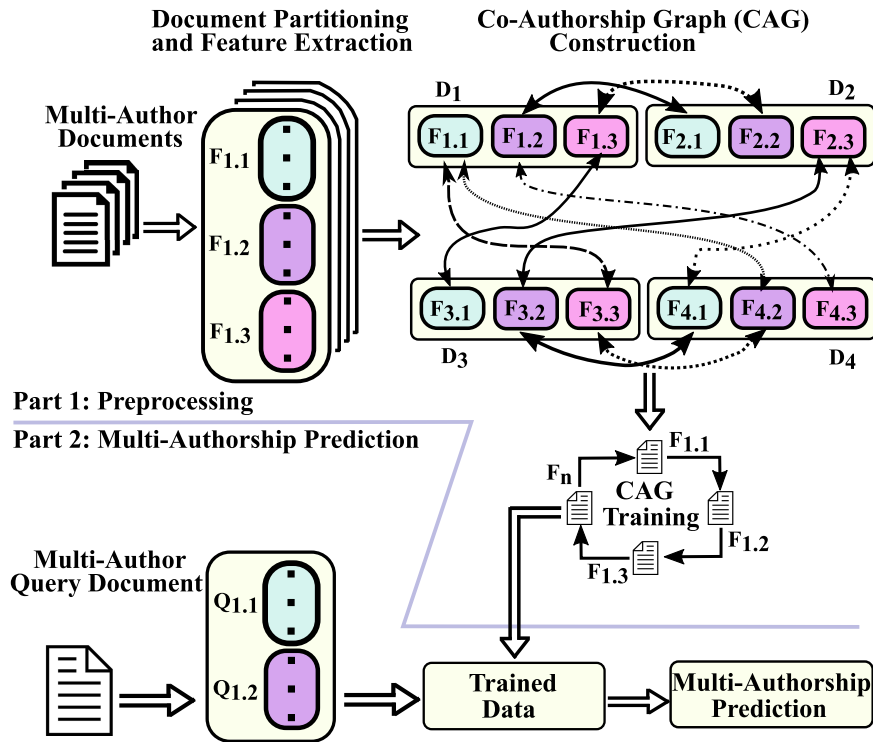 Document Partitioning
and Feature Extraction
Co-Authorship Graph (CAG)
Construction
Multi-Author
Documents
F1.1
F1.2
F1.3
D1
D2
F1.1 F1.2 F1.3 F2.1 F2.2 F2.3
F3.1 F3.2 F3.3 F4.1 F4.2 F4.3
D3
D4
Part 1: Preprocessing
Part 2: Multi-Authorship Prediction
Fn
F1.1
CAG
Training
F1.2
F1.3
Multi-Author
Query Document
Q1.1
Q1.2
Trained
Data
Multi-Authorship
Prediction